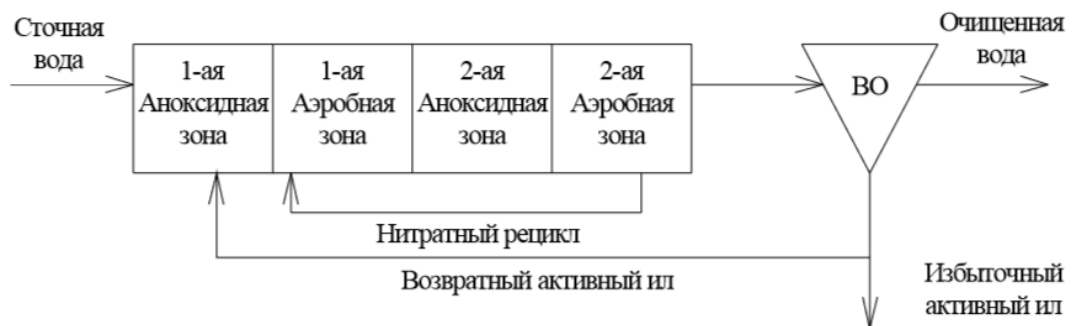 Сточная
вода
1-ая
Аноксидная
зона
1-ая
Аэробная
зона
2-ая
Аноксидная
зона
2-ая
Аэробная
зона
ВО
Очищенная
вода
Нитратный рецикл
Возвратный активный ил
Избыточный
активный ил